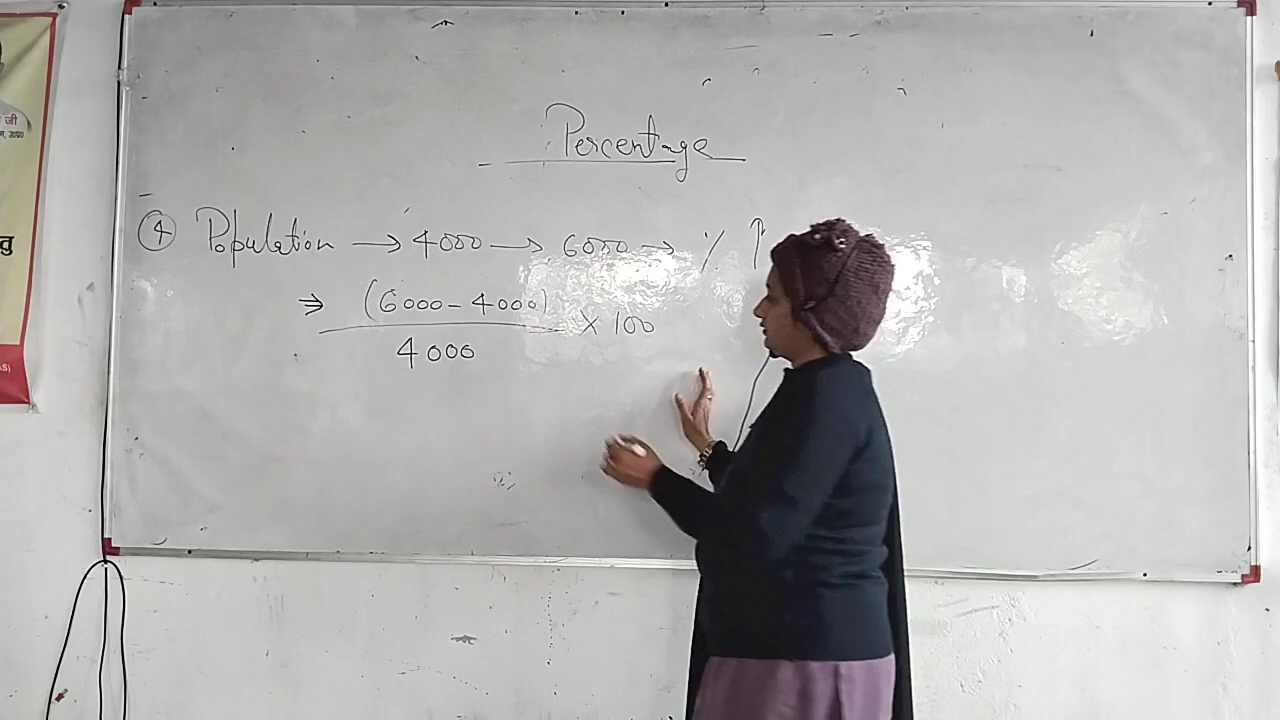 Percentage
④ Population → 4000 → 6000 → % ↑
⇒ (6000 - 4000) / 4000 × 100
जी